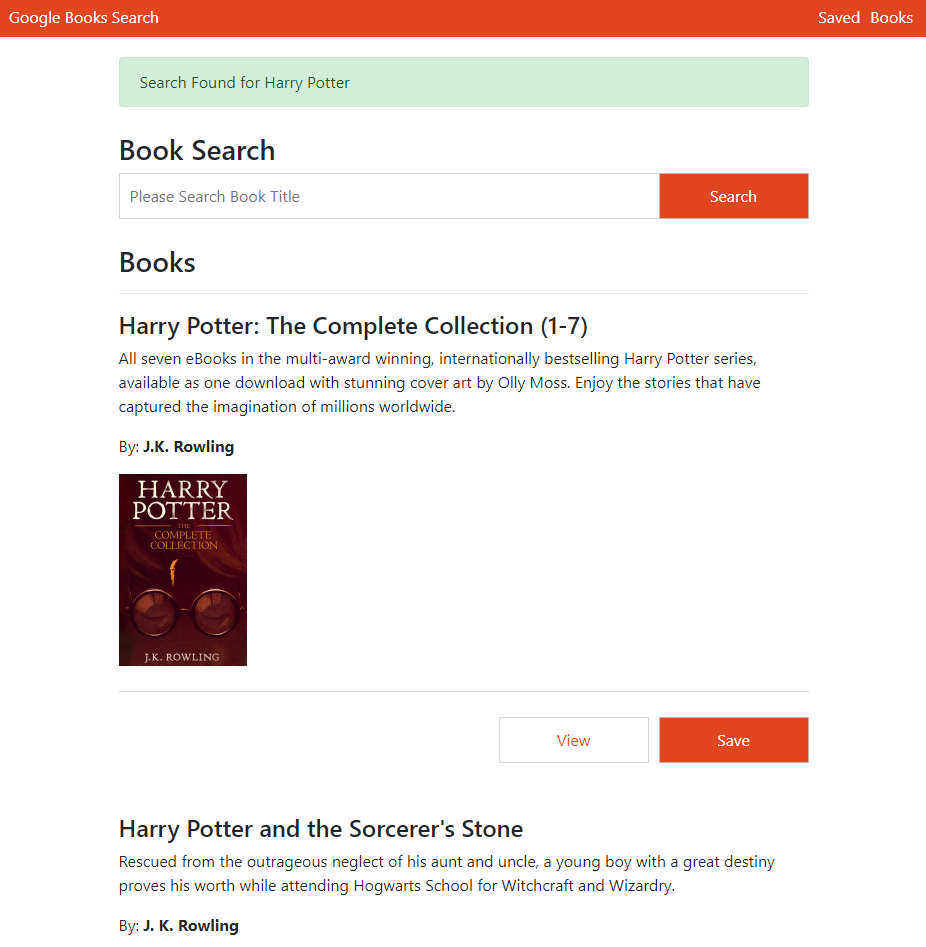 Google Books Search
Saved Books
Search Found for Harry Potter
Book Search
Please Search Book Title
Search
Books
Harry Potter: The Complete Collection (1-7)
All seven eBooks in the multi-award winning, internationally bestselling Harry Potter series,
available as one download with stunning cover art by Olly Moss. Enjoy the stories that have
captured the imagination of millions worldwide.
By: J.K. Rowling
HARRY
POTTER
THE
COMPLETE
COLLECTION
J.K. ROWLING
View
Save
Harry Potter and the Sorcerer's Stone
Rescued from the outrageous neglect of his aunt and uncle, a young boy with a great destiny
proves his worth while attending Hogwarts School for Witchcraft and Wizardry.
By: J. K. Rowling